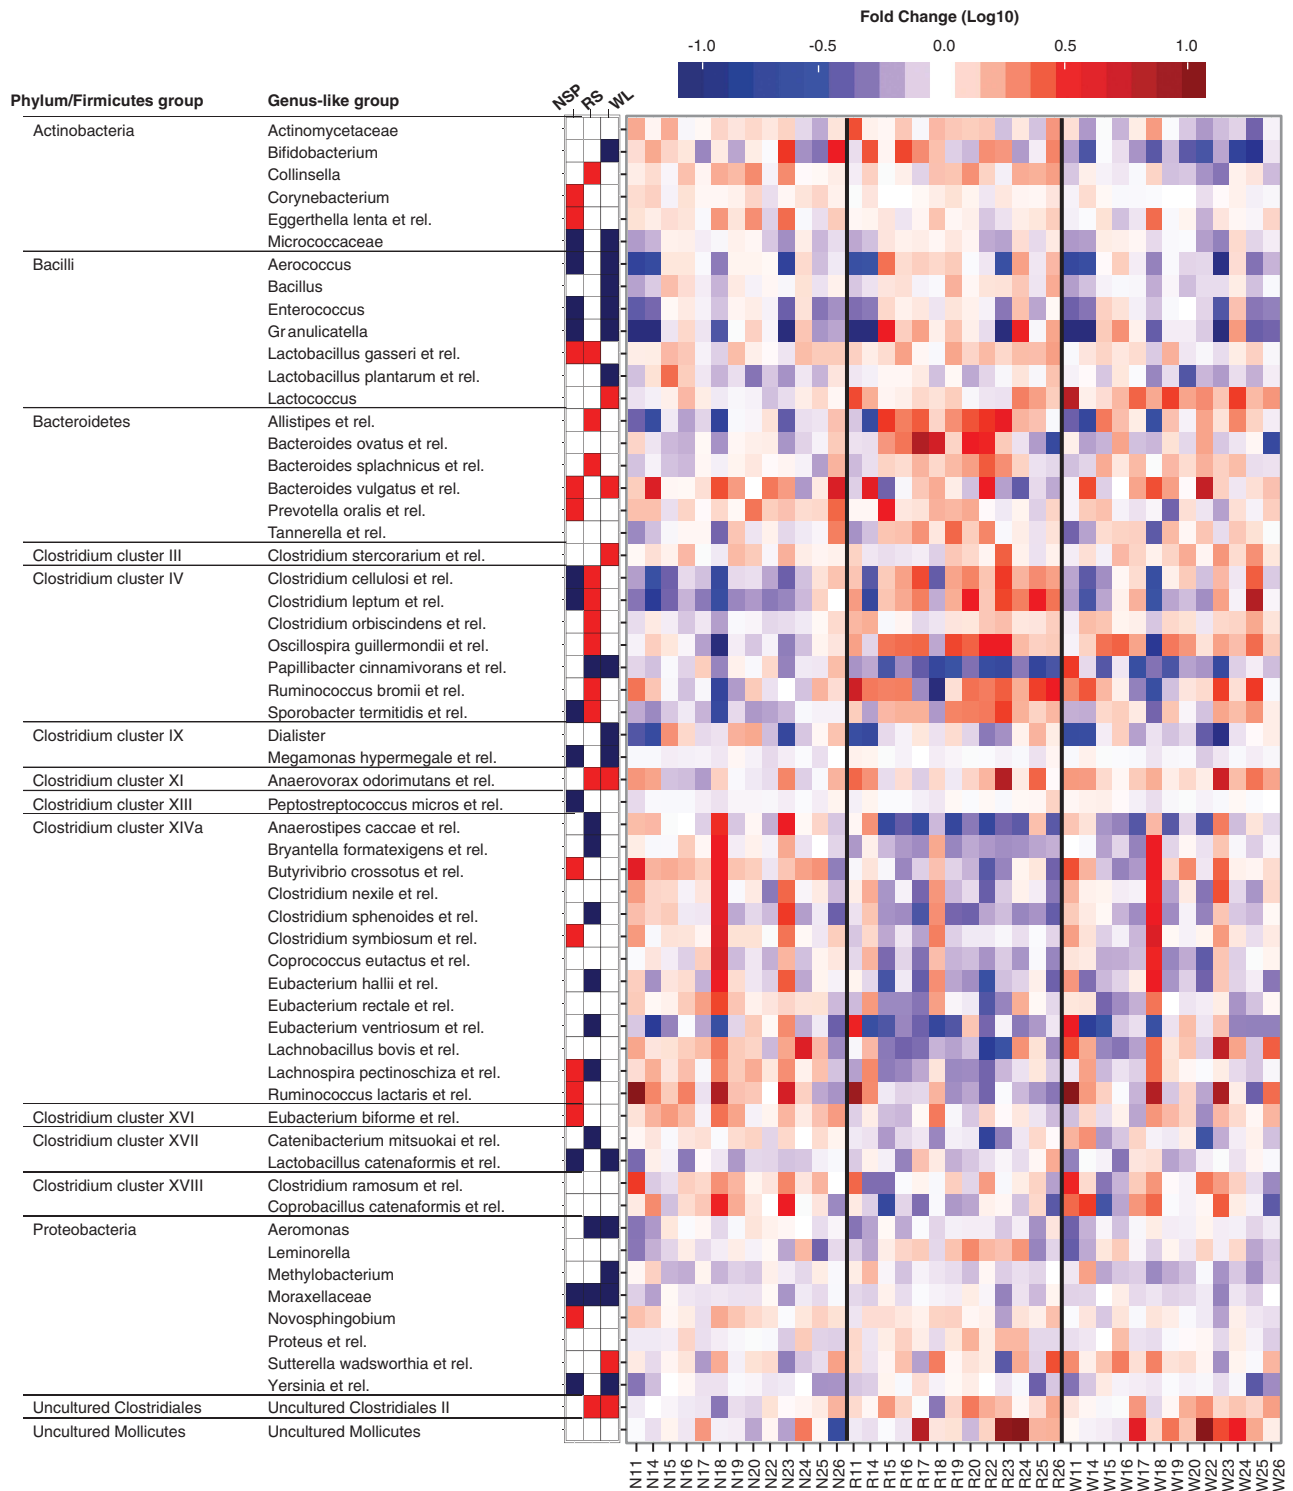 Fold Change (Log10)
-1.0 -0.5 0.0 0.5 1.0
Phylum/Firmicutes group Genus-like group NSP RS WL
Actinobacteria Actinomycetaceae
Bifidobacterium
Collinsella
Corynebacterium
Eggerthella lenta et rel.
Micrococcaceae
Bacilli Aerococcus
Bacillus
Enterococcus
Granulicatella
Lactobacillus gasseri et rel.
Lactobacillus plantarum et rel.
Lactococcus
Bacteroidetes Allistipes et rel.
Bacteroides ovatus et rel.
Bacteroides splachnicus et rel.
Bacteroides vulgatus et rel.
Prevotella oralis et rel.
Tannerella et rel.
Clostridium cluster III Clostridium stercorarium et rel.
Clostridium cluster IV Clostridium cellulosi et rel.
Clostridium leptum et rel.
Clostridium orbiscindens et rel.
Oscillospira guillermondii et rel.
Papillibacter cinnamivorans et rel.
Ruminococcus bromii et rel.
Sporobacter termitidis et rel.
Clostridium cluster IX Dialister
Megamonas hypermegale et rel.
Clostridium cluster XI Anaerovorax odorimutans et rel.
Clostridium cluster XIII Peptostreptococcus micros et rel.
Clostridium cluster XIVa Anaerostipes caccae et rel.
Bryantella formatexigens et rel.
Butyrivibrio crossotus et rel.
Clostridium nexile et rel.
Clostridium sphenoides et rel.
Clostridium symbiosum et rel.
Coprococcus eutactus et rel.
Eubacterium hallii et rel.
Eubacterium rectale et rel.
Eubacterium ventriosum et rel.
Lachnobacillus bovis et rel.
Lachnospira pectinoschiza et rel.
Ruminococcus lactaris et rel.
Clostridium cluster XVI Eubacterium biforme et rel.
Clostridium cluster XVII Catenibacterium mitsuokai et rel.
Lactobacillus catenaformis et rel.
Clostridium cluster XVIII Clostridium ramosum et rel.
Coprobacillus catenaformis et rel.
Proteobacteria Aeromonas
Leminorella
Methylobacterium
Moraxellaceae
Novosphingobium
Proteus et rel.
Sutterella wadsworthia et rel.
Yersinia et rel.
Uncultured Clostridiales Uncultured Clostridiales II
Uncultured Mollicutes Uncultured Mollicutes
N11 N14 N15 N16 N17 N18 N19 N20 N22 N23 N24 N25 N26 R11 R14 R15 R16 R17 R18 R19 R20 R22 R23 R24 R25 R26 W11 W14 W15 W16 W17 W18 W19 W20 W22 W23 W24 W25 W26